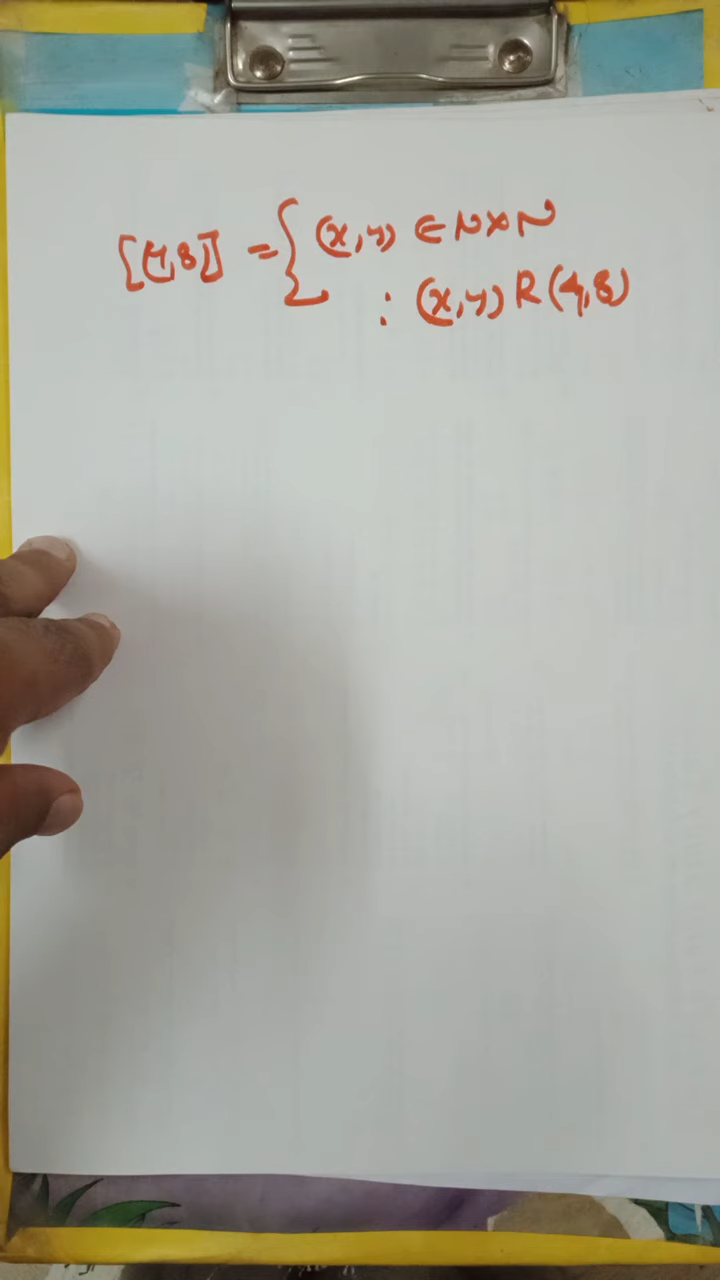 [(4,8)] = { (x,y) ∈ N×N
: (x,y) R (4,8)